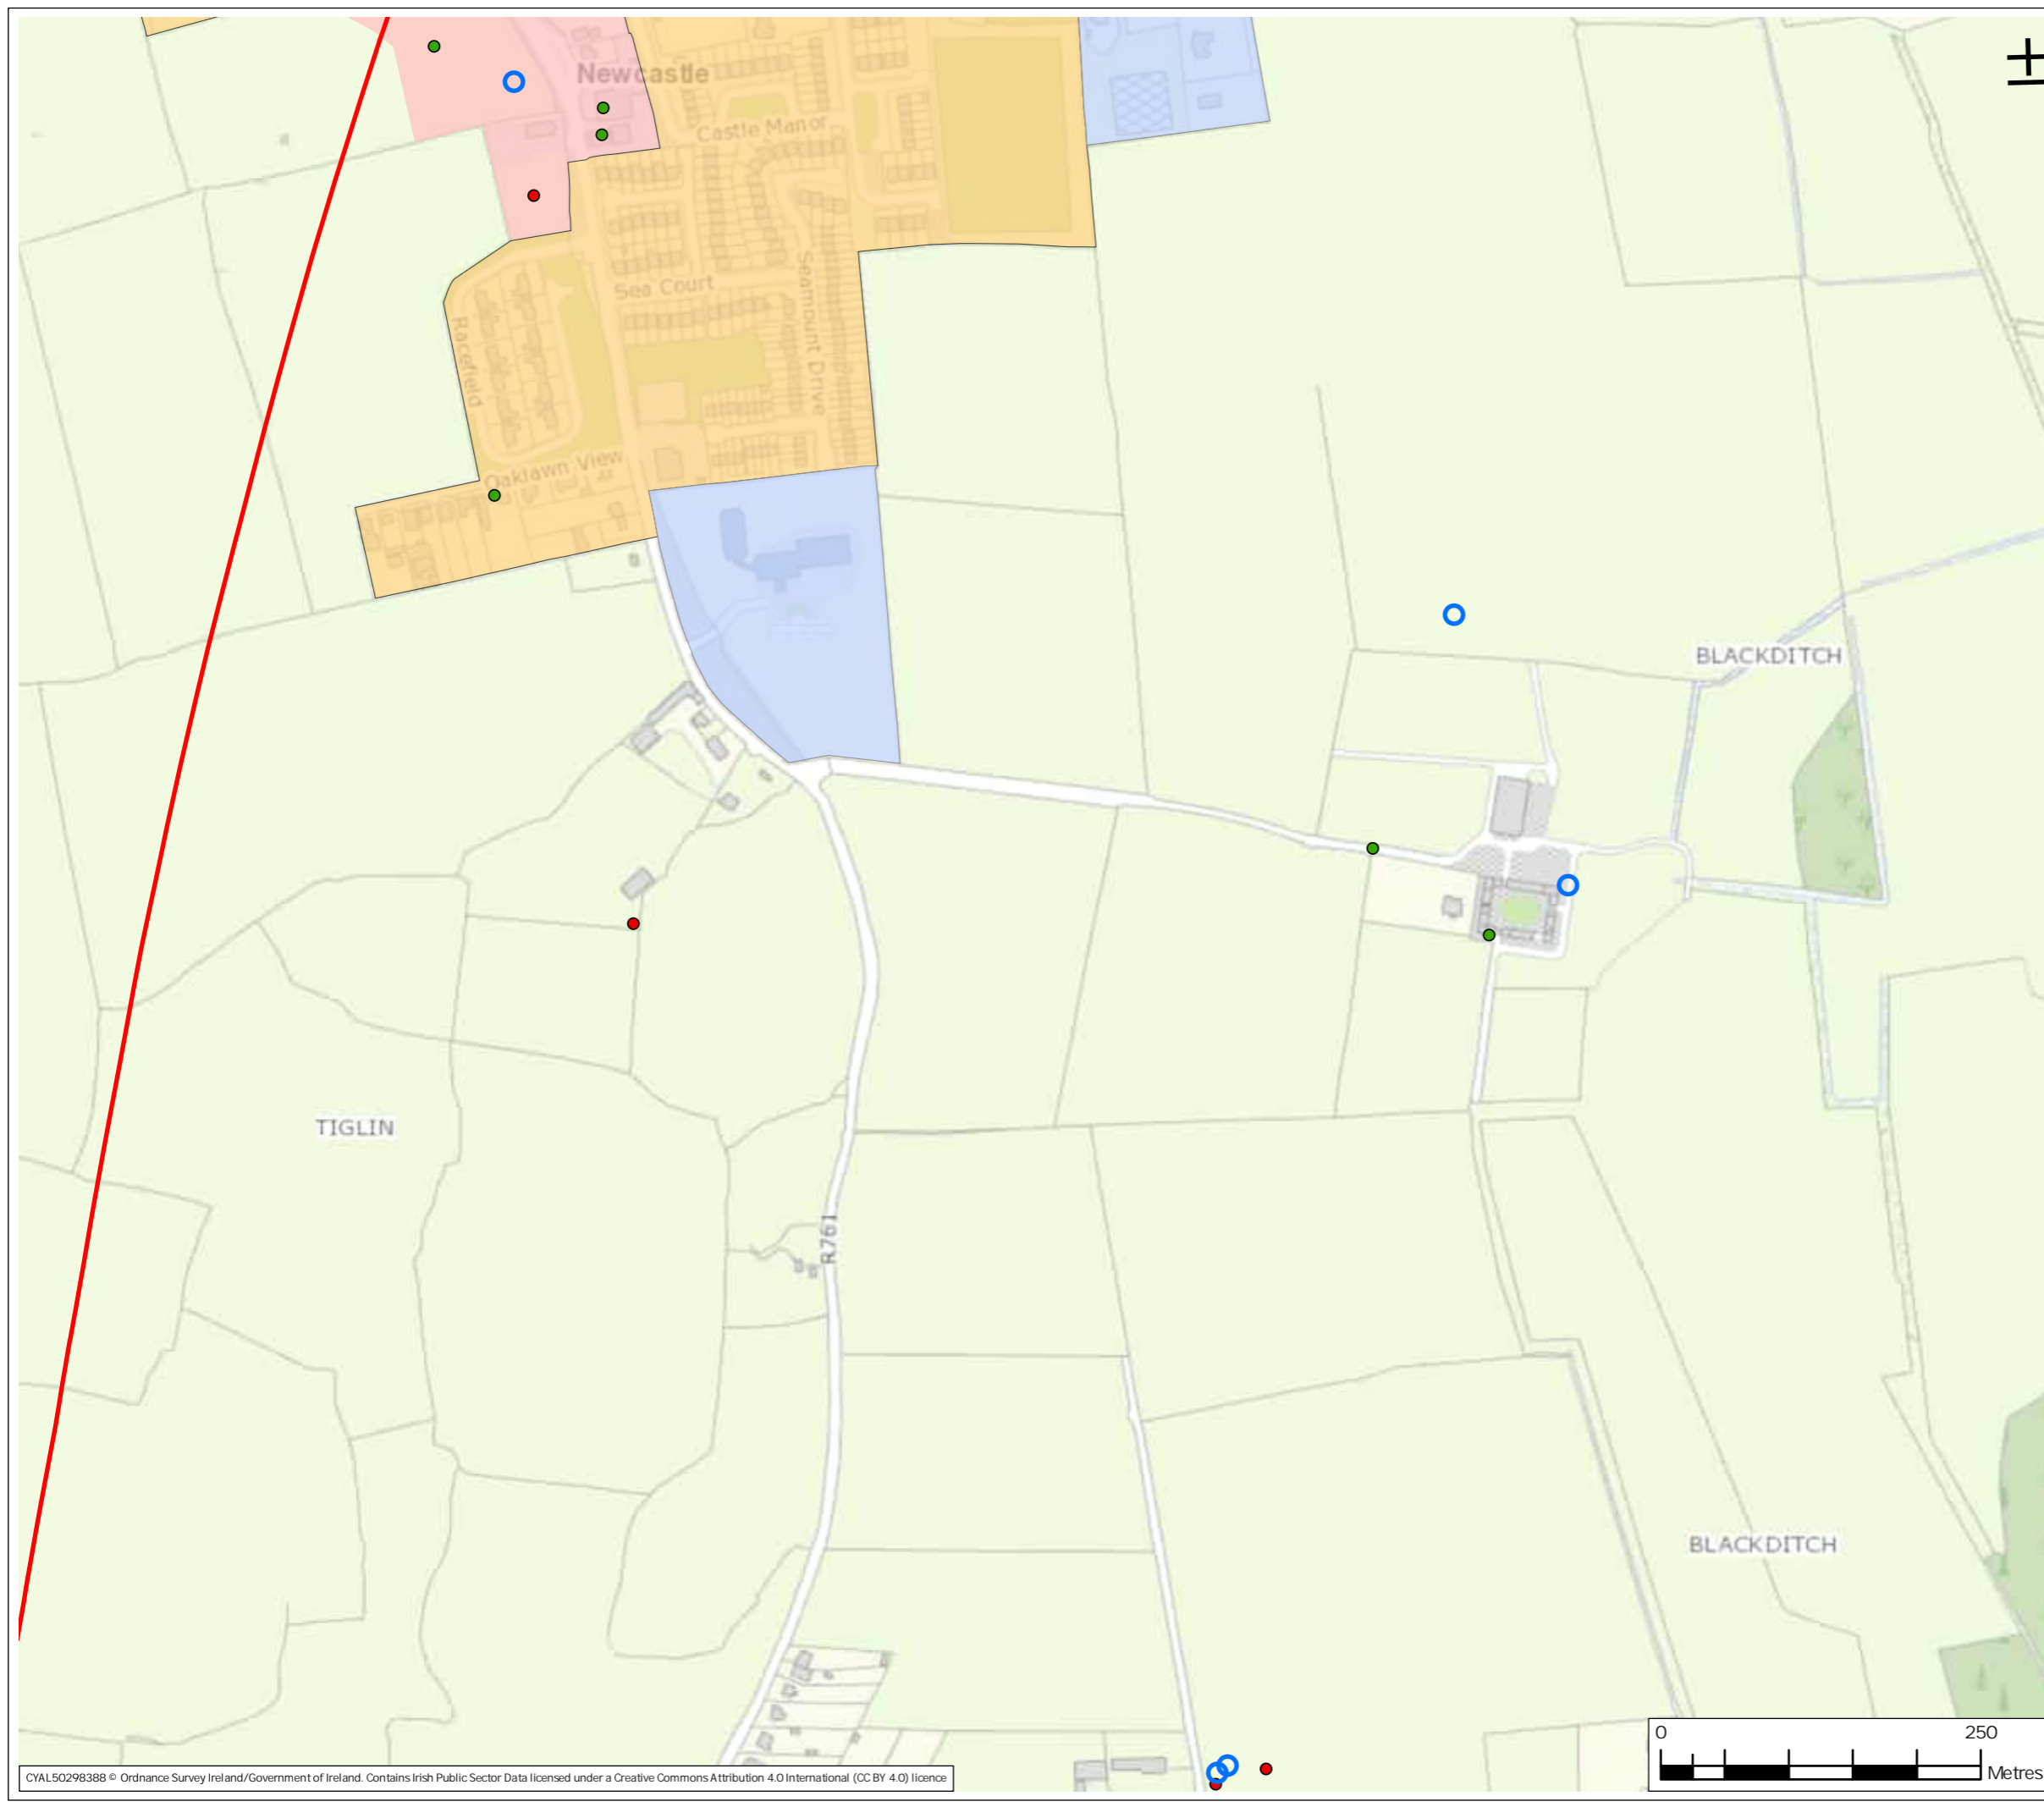 Newcastle
Castle Manor
Sea Court
Seamount Drive
Racefield
Oaklawn View
BLACKDITCH
TIGLIN
R761
BLACKDITCH
0 250
Metres
CYAL50298388 © Ordnance Survey Ireland/Government of Ireland. Contains Irish Public Sector Data licensed under a Creative Commons Attribution 4.0 International (CC BY 4.0) licence